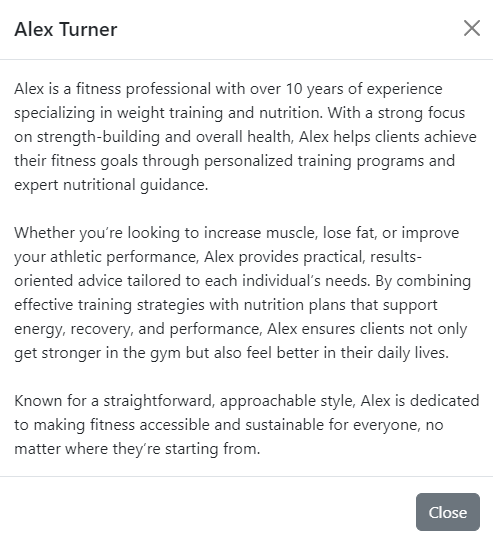 Alex Turner
Alex is a fitness professional with over 10 years of experience
specializing in weight training and nutrition. With a strong focus
on strength-building and overall health, Alex helps clients achieve
their fitness goals through personalized training programs and
expert nutritional guidance.
Whether you're looking to increase muscle, lose fat, or improve
your athletic performance, Alex provides practical, results-
oriented advice tailored to each individual's needs. By combining
effective training strategies with nutrition plans that support
energy, recovery, and performance, Alex ensures clients not only
get stronger in the gym but also feel better in their daily lives.
Known for a straightforward, approachable style, Alex is dedicated
to making fitness accessible and sustainable for everyone, no
matter where they're starting from.
Close